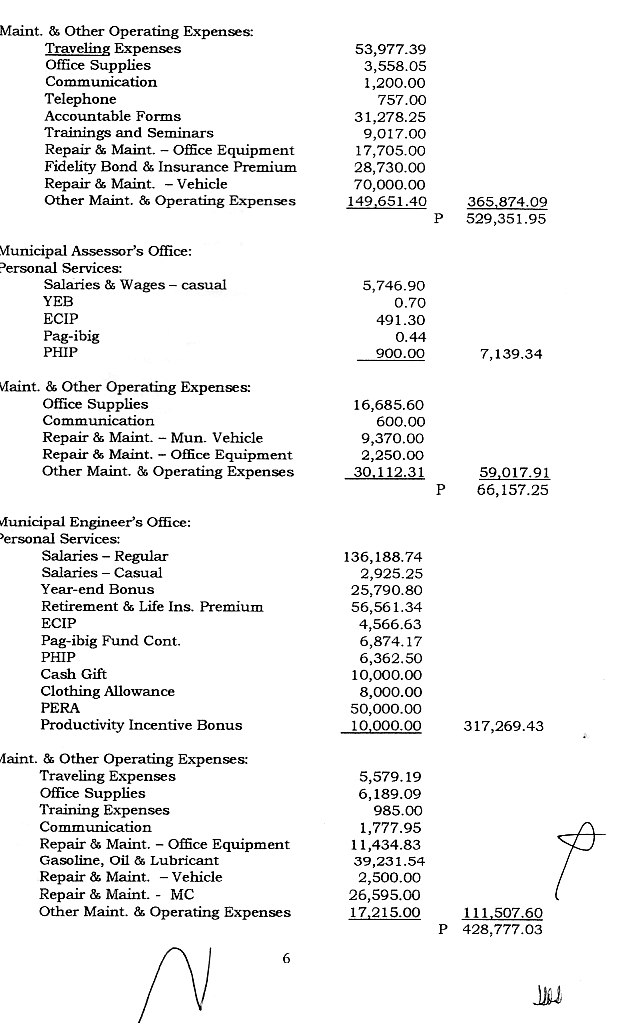 Maint. & Other Operating Expenses:
Traveling Expenses 53,977.39
Office Supplies 3,558.05
Communication 1,200.00
Telephone 757.00
Accountable Forms 31,278.25
Trainings and Seminars 9,017.00
Repair & Maint. – Office Equipment 17,705.00
Fidelity Bond & Insurance Premium 28,730.00
Repair & Maint. – Vehicle 70,000.00
Other Maint. & Operating Expenses 149,651.40 365,874.09
P 529,351.95
Municipal Assessor's Office:
Personal Services:
Salaries & Wages – casual 5,746.90
YEB 0.70
ECIP 491.30
Pag-ibig 0.44
PHIP 900.00 7,139.34
Maint. & Other Operating Expenses:
Office Supplies 16,685.60
Communication 600.00
Repair & Maint. – Mun. Vehicle 9,370.00
Repair & Maint. – Office Equipment 2,250.00
Other Maint. & Operating Expenses 30,112.31 59,017.91
P 66,157.25
Municipal Engineer's Office:
Personal Services:
Salaries – Regular 136,188.74
Salaries – Casual 2,925.25
Year-end Bonus 25,790.80
Retirement & Life Ins. Premium 56,561.34
ECIP 4,566.63
Pag-ibig Fund Cont. 6,874.17
PHIP 6,362.50
Cash Gift 10,000.00
Clothing Allowance 8,000.00
PERA 50,000.00
Productivity Incentive Bonus 10,000.00 317,269.43
Maint. & Other Operating Expenses:
Traveling Expenses 5,579.19
Office Supplies 6,189.09
Training Expenses 985.00
Communication 1,777.95
Repair & Maint. – Office Equipment 11,434.83
Gasoline, Oil & Lubricant 39,231.54
Repair & Maint. – Vehicle 2,500.00
Repair & Maint. - MC 26,595.00
Other Maint. & Operating Expenses 17,215.00 111,507.60
P 428,777.03
6